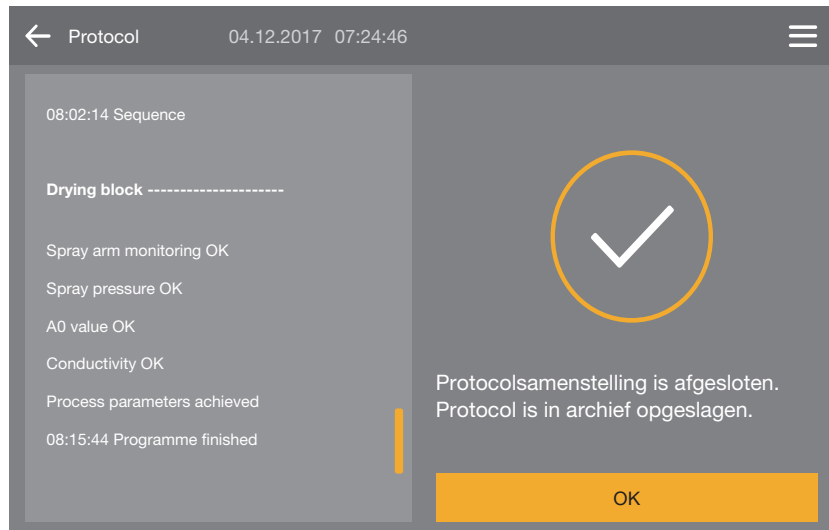 Protocol 04.12.2017 07:24:46
08:02:14 Sequence
Drying block ---------------------
Spray arm monitoring OK
Spray pressure OK
A0 value OK
Conductivity OK
Process parameters achieved
08:15:44 Programme finished
Protocolsamenstelling is afgesloten.
Protocol is in archief opgeslagen.
OK